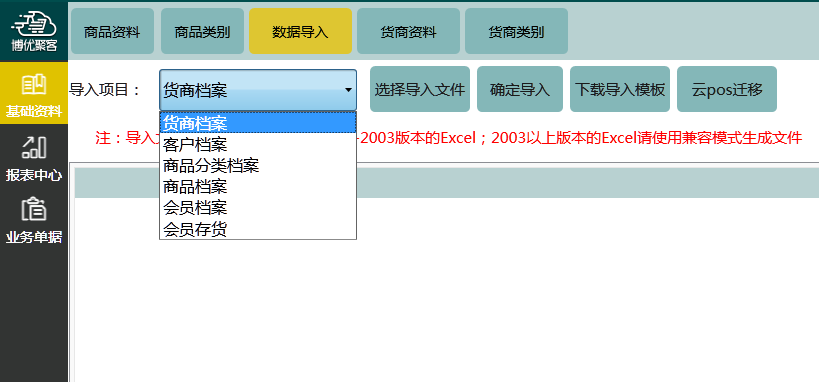 博优聚客
商品资料 商品类别 数据导入 货商资料 货商类别
基础资料
报表中心
业务单据
导入项目： 货商档案 选择导入文件 确定导入 下载导入模板 云pos迁移
货商档案
客户档案
商品分类档案
商品档案
会员档案
会员存货
注：导入 -2003版本的Excel；2003以上版本的Excel请使用兼容模式生成文件